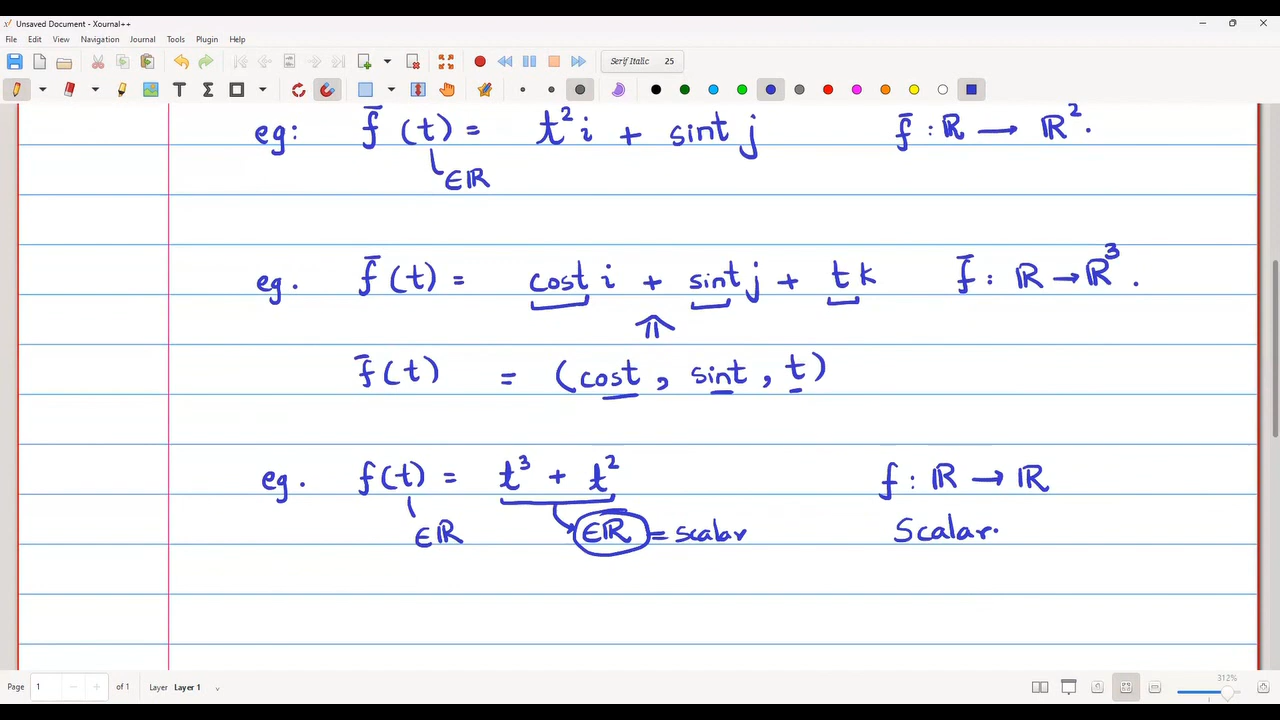 Unsaved Document - Xournal++
File Edit View Navigation Journal Tools Plugin Help
Serif Italic 25
eg: f̄ (t) = t² i + sint j f̄ : ℝ → ℝ².
∈ℝ
eg. f̄ (t) = cost i + sint j + t k f̄ : ℝ → ℝ³.
⇑
f̄ (t) = (cost, sint, t)
eg. f(t) = t³ + t² f : ℝ → ℝ
∈ℝ ∈ℝ = scalar Scalar.
Page 1 of 1 Layer Layer 1 312%